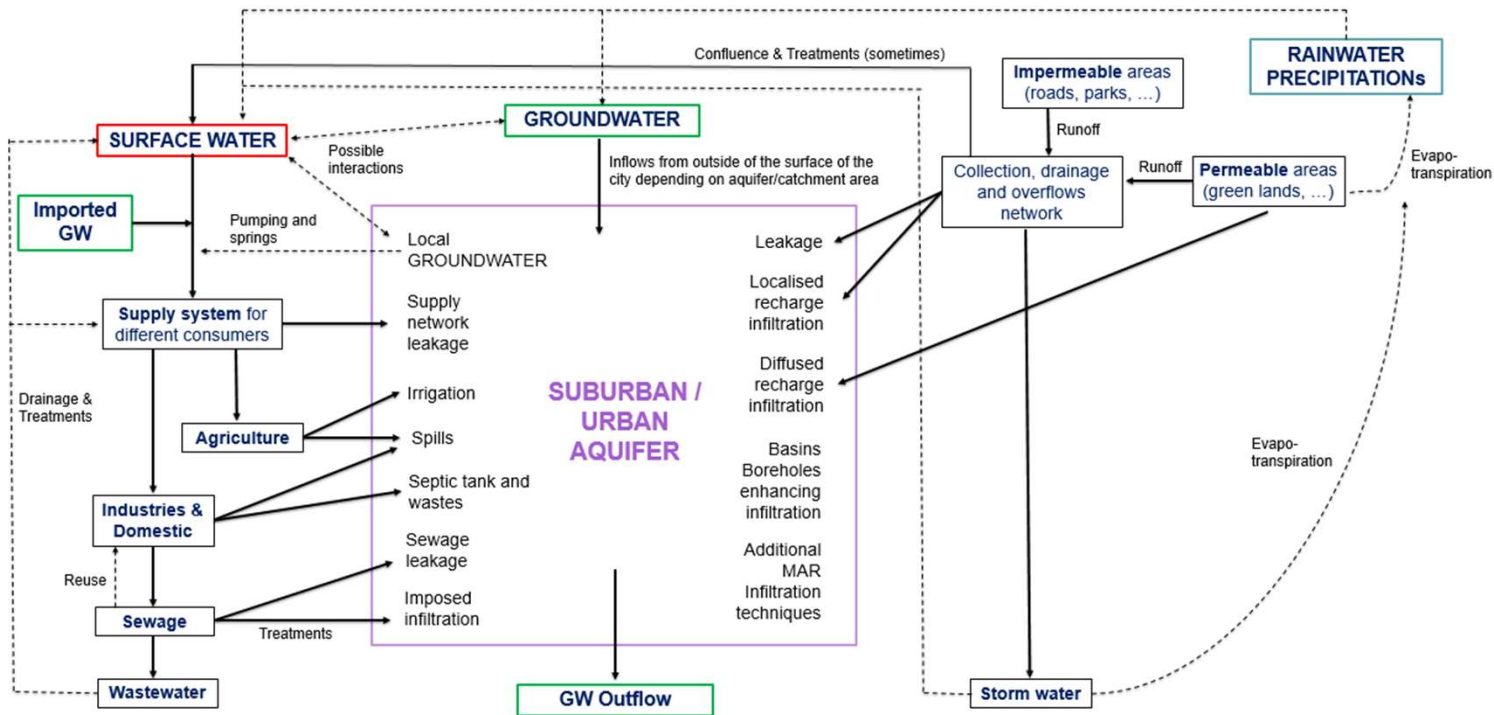 Confluence & Treatments (sometimes)
RAINWATER
PRECIPITATIONs
Impermeable areas
(roads, parks, …)
SURFACE WATER
GROUNDWATER
Runoff
Possible
interactions
Inflows from outside of the surface of the
city depending on aquifer/catchment area
Collection, drainage
and overflows
network
Runoff
Permeable areas
(green lands, …)
Evapo-
transpiration
Imported
GW
Pumping and
springs
Local
GROUNDWATER
Leakage
Supply system for
different consumers
Supply
network
leakage
Localised
recharge
infiltration
Drainage &
Treatments
Agriculture
Irrigation
Spills
SUBURBAN /
URBAN
AQUIFER
Diffused
recharge
infiltration
Evapo-
transpiration
Industries &
Domestic
Septic tank and
wastes
Basins
Boreholes
enhancing
infiltration
Reuse
Sewage
leakage
Sewage
Treatments
Imposed
infiltration
Additional
MAR
Infiltration
techniques
Wastewater
GW Outflow
Storm water